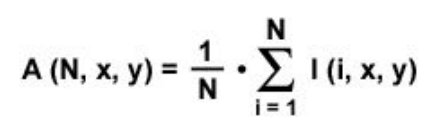 A (N, x, y) = 1/N · ∑_{i = 1}^{N} I (i, x, y)